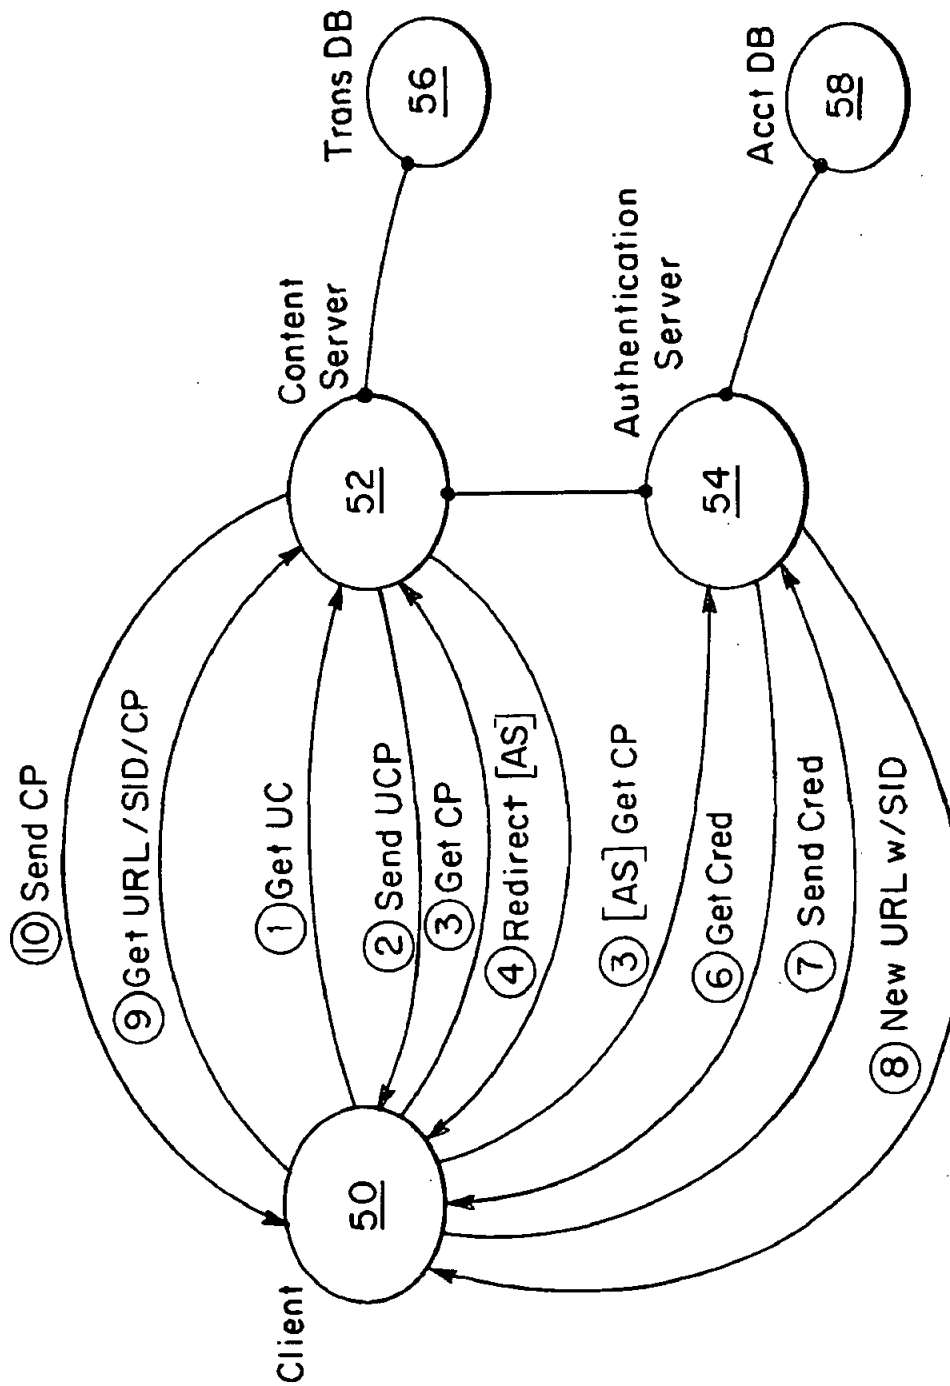 Client
50
⑩ Send CP
⑨ Get URL/SID/CP
① Get UC
② Send UCP
③ Get CP
④ Redirect [AS]
③ [AS] Get CP
⑥ Get Cred
⑦ Send Cred
⑧ New URL w/SID
Content
Server
52
Authentication
Server
54
Trans DB
56
Acct DB
58